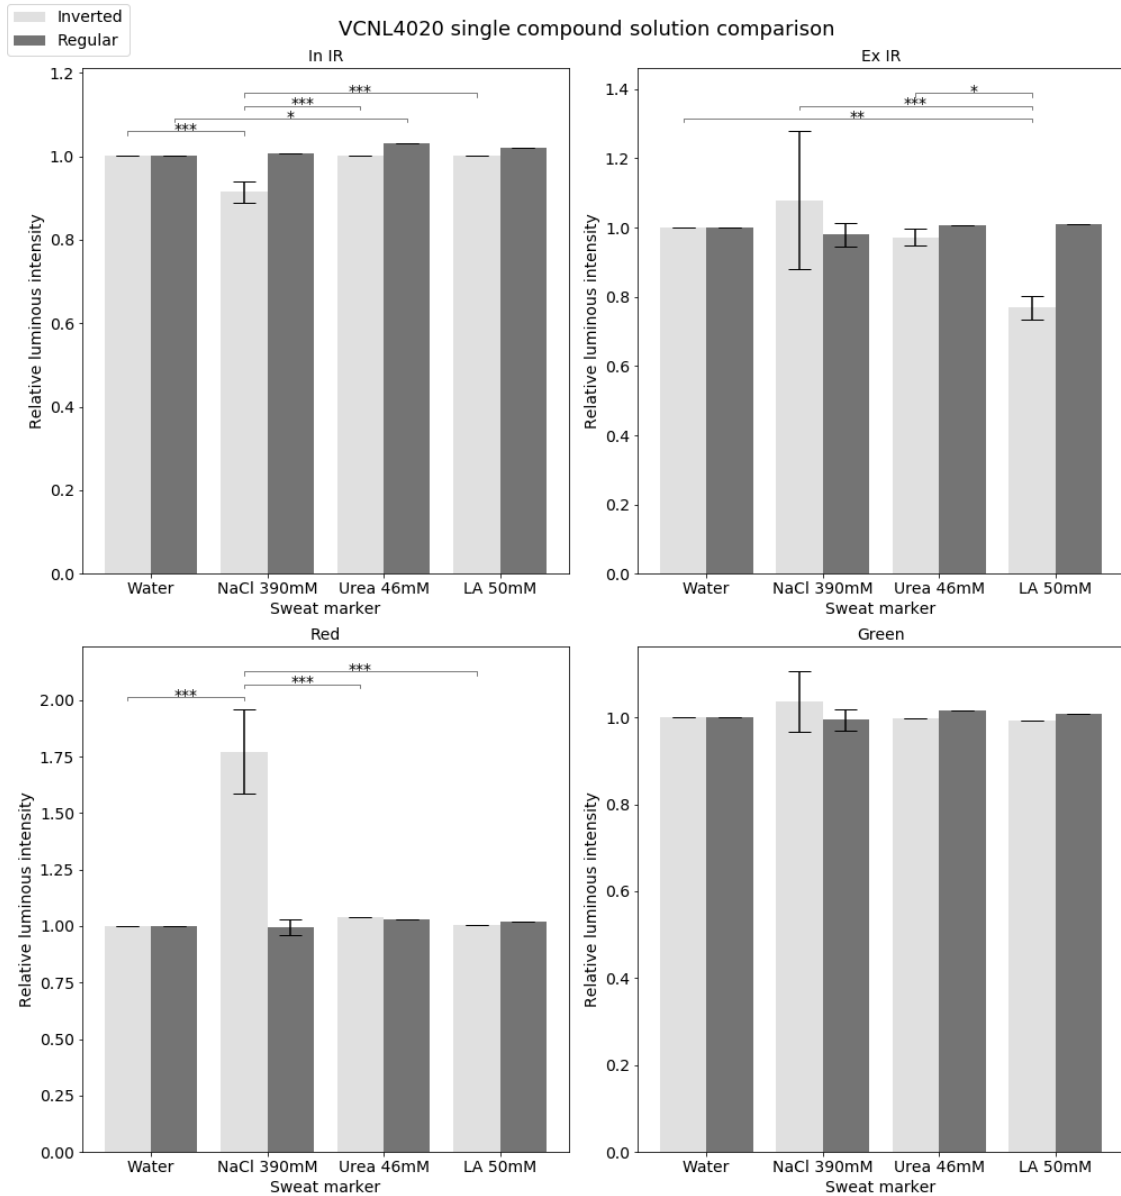 Inverted
Regular
VCNL4020 single compound solution comparison
In IR
Relative luminous intensity
1.2
1.0
0.8
0.6
0.4
0.2
0.0
***
***
*
***
Water NaCl 390mM Urea 46mM LA 50mM
Sweat marker
Ex IR
Relative luminous intensity
1.4
1.2
1.0
0.8
0.6
0.4
0.2
0.0
*
***
**
Water NaCl 390mM Urea 46mM LA 50mM
Sweat marker
Red
Relative luminous intensity
2.00
1.75
1.50
1.25
1.00
0.75
0.50
0.25
0.00
***
***
***
Water NaCl 390mM Urea 46mM LA 50mM
Sweat marker
Green
Relative luminous intensity
1.0
0.8
0.6
0.4
0.2
0.0
Water NaCl 390mM Urea 46mM LA 50mM
Sweat marker